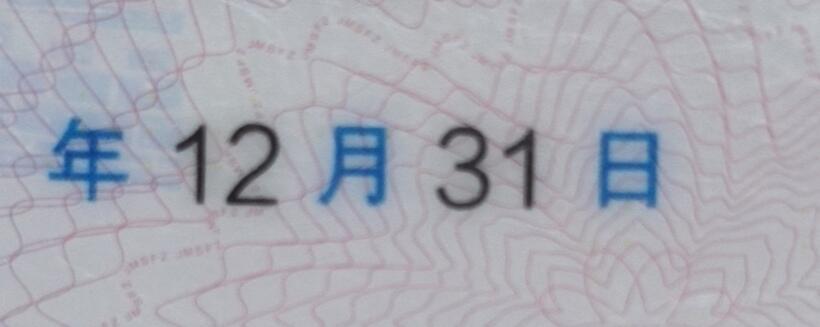 年 12 月 31 日